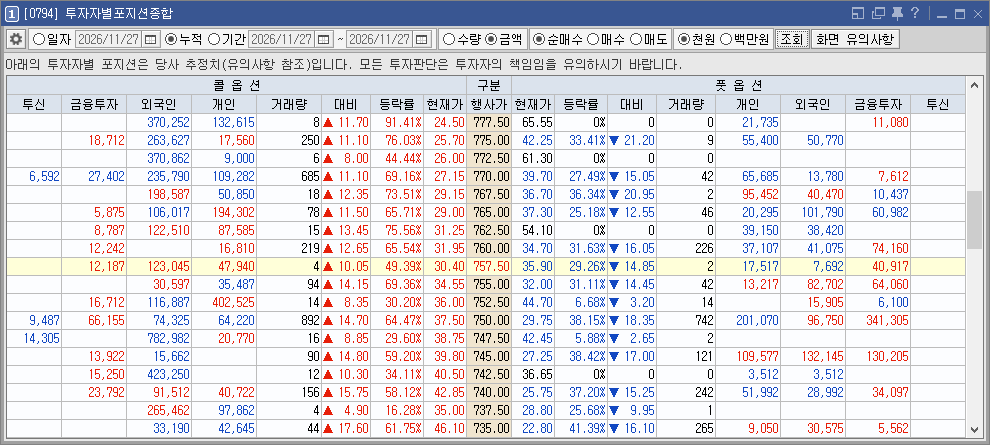 1 [0794] 투자자별포지션종합
일자 2026/11/27 누적 기간 2026/11/27 ~ 2026/11/27 수량 금액 순매수 매수 매도 천원 백만원 조회 화면 유의사항
아래의 투자자별 포지션은 당사 추정치(유의사항 참조)입니다. 모든 투자판단은 투자자의 책임임을 유의하시기 바랍니다.
콜 옵 션 구분 풋 옵 션
투신 금융투자 외국인 개인 거래량 대비 등락률 현재가 행사가 현재가 등락률 대비 거래량 개인 외국인 금융투자 투신
370,252 132,615 8 ▲ 11.70 91.41% 24.50 777.50 65.55 0% 0 0 21,735 11,080
18,712 263,627 17,560 250 ▲ 11.10 76.03% 25.70 775.00 42.25 33.41% ▼ 21.20 9 55,400 50,770
370,862 9,000 6 ▲ 8.00 44.44% 26.00 772.50 61.30 0% 0 0
6,592 27,402 235,790 109,282 685 ▲ 11.10 69.16% 27.15 770.00 39.70 27.49% ▼ 15.05 42 65,685 13,780 7,612
198,587 50,850 18 ▲ 12.35 73.51% 29.15 767.50 36.70 36.34% ▼ 20.95 2 95,452 40,470 10,437
5,875 106,017 194,302 78 ▲ 11.50 65.71% 29.00 765.00 37.30 25.18% ▼ 12.55 46 20,295 101,790 60,982
8,787 122,510 87,585 15 ▲ 13.45 75.56% 31.25 762.50 54.10 0% 0 0 39,150 38,420
12,242 16,810 219 ▲ 12.65 65.54% 31.95 760.00 34.70 31.63% ▼ 16.05 226 37,107 41,075 74,160
12,187 123,045 47,940 4 ▲ 10.05 49.39% 30.40 757.50 35.90 29.26% ▼ 14.85 2 17,517 7,692 40,917
30,597 35,487 94 ▲ 14.15 69.36% 34.55 755.00 32.00 31.11% ▼ 14.45 42 13,217 82,702 64,060
16,712 116,887 402,525 14 ▲ 8.35 30.20% 36.00 752.50 44.70 6.68% ▼ 3.20 14 15,905 6,100
9,487 66,155 74,325 64,220 892 ▲ 14.70 64.47% 37.50 750.00 29.75 38.15% ▼ 18.35 742 201,070 96,750 341,305
14,305 782,982 20,770 16 ▲ 8.85 29.60% 38.75 747.50 42.45 5.88% ▼ 2.65 2
13,922 15,662 90 ▲ 14.80 59.20% 39.80 745.00 27.25 38.42% ▼ 17.00 121 109,577 132,145 130,205
15,250 423,250 12 ▲ 10.30 34.11% 40.50 742.50 36.65 0% 0 0 3,512 3,512
23,792 91,512 40,722 156 ▲ 15.75 58.12% 42.85 740.00 25.75 37.20% ▼ 15.25 242 51,992 28,992 34,097
265,462 97,862 4 ▲ 4.90 16.28% 35.00 737.50 28.80 25.68% ▼ 9.95 1
33,190 42,645 44 ▲ 17.60 61.75% 46.10 735.00 22.80 41.39% ▼ 16.10 265 9,050 30,575 5,562